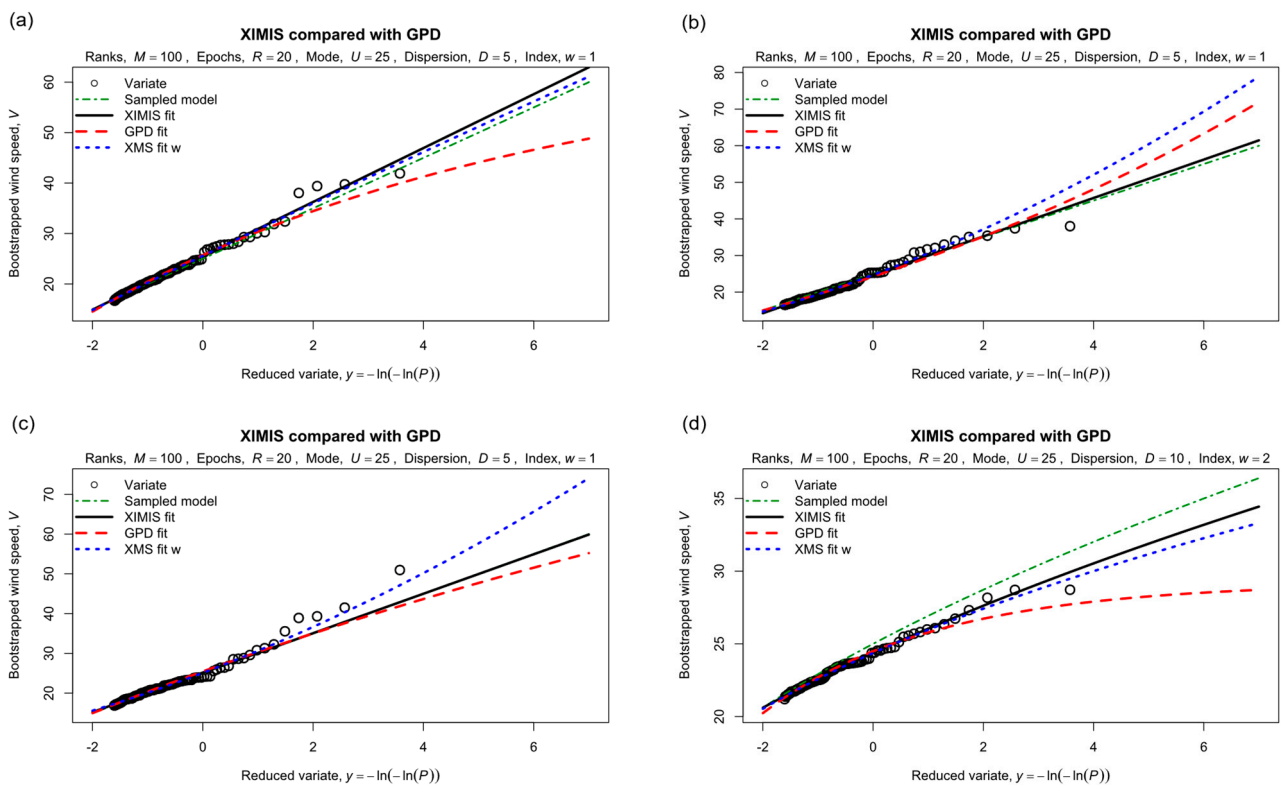 (a)
XIMIS compared with GPD
Ranks, M = 100 , Epochs, R = 20 , Mode, U = 25 , Dispersion, D = 5 , Index, w = 1
Variate
Sampled model
XIMIS fit
GPD fit
XMS fit w
Bootstrapped wind speed, V
60
50
40
30
20
-2 0 2 4 6
Reduced variate, y = −ln(−ln(P))
(b)
XIMIS compared with GPD
Ranks, M = 100 , Epochs, R = 20 , Mode, U = 25 , Dispersion, D = 5 , Index, w = 1
Variate
Sampled model
XIMIS fit
GPD fit
XMS fit w
Bootstrapped wind speed, V
80
70
60
50
40
30
20
-2 0 2 4 6
Reduced variate, y = −ln(−ln(P))
(c)
XIMIS compared with GPD
Ranks, M = 100 , Epochs, R = 20 , Mode, U = 25 , Dispersion, D = 5 , Index, w = 1
Variate
Sampled model
XIMIS fit
GPD fit
XMS fit w
Bootstrapped wind speed, V
70
60
50
40
30
20
-2 0 2 4 6
Reduced variate, y = −ln(−ln(P))
(d)
XIMIS compared with GPD
Ranks, M = 100 , Epochs, R = 20 , Mode, U = 25 , Dispersion, D = 10 , Index, w = 2
Variate
Sampled model
XIMIS fit
GPD fit
XMS fit w
Bootstrapped wind speed, V
35
30
25
20
-2 0 2 4 6
Reduced variate, y = −ln(−ln(P))